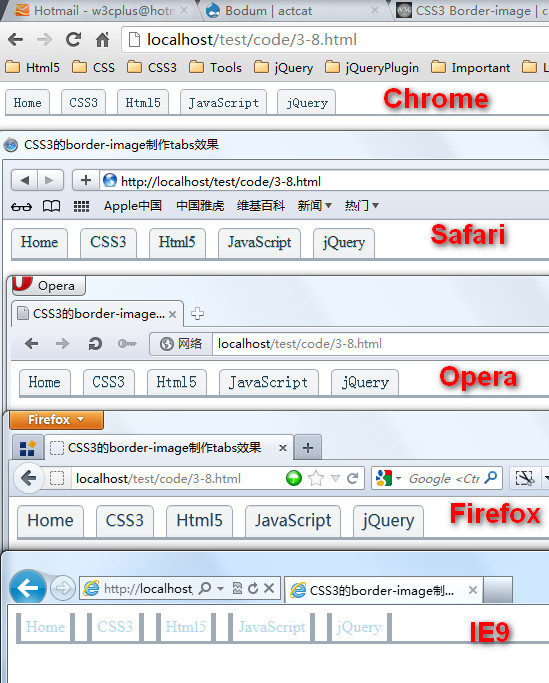 Hotmail - w3cplus@hotm
Bodum | actcat
CSS3 Border-image | c
localhost/test/code/3-8.html
Html5 CSS CSS3 Tools jQuery jQueryPlugin Important L
Home CSS3 Html5 JavaScript jQuery
Chrome
CSS3的border-image制作tabs效果
http://localhost/test/code/3-8.html
Apple中国 中国雅虎 维基百科 新闻 热门
Safari
Home CSS3 Html5 JavaScript jQuery
Opera
CSS3的border-image...
网络 localhost/test/code/3-8.html
Home CSS3 Html5 JavaScript jQuery
Opera
Firefox
CSS3的border-image制作tabs效果
localhost/test/code/3-8.html
Google <Ctr
Home CSS3 Html5 JavaScript jQuery
Firefox
http://localhost,
CSS3的border-image制...
Home CSS3 Html5 JavaScript jQuery
IE9